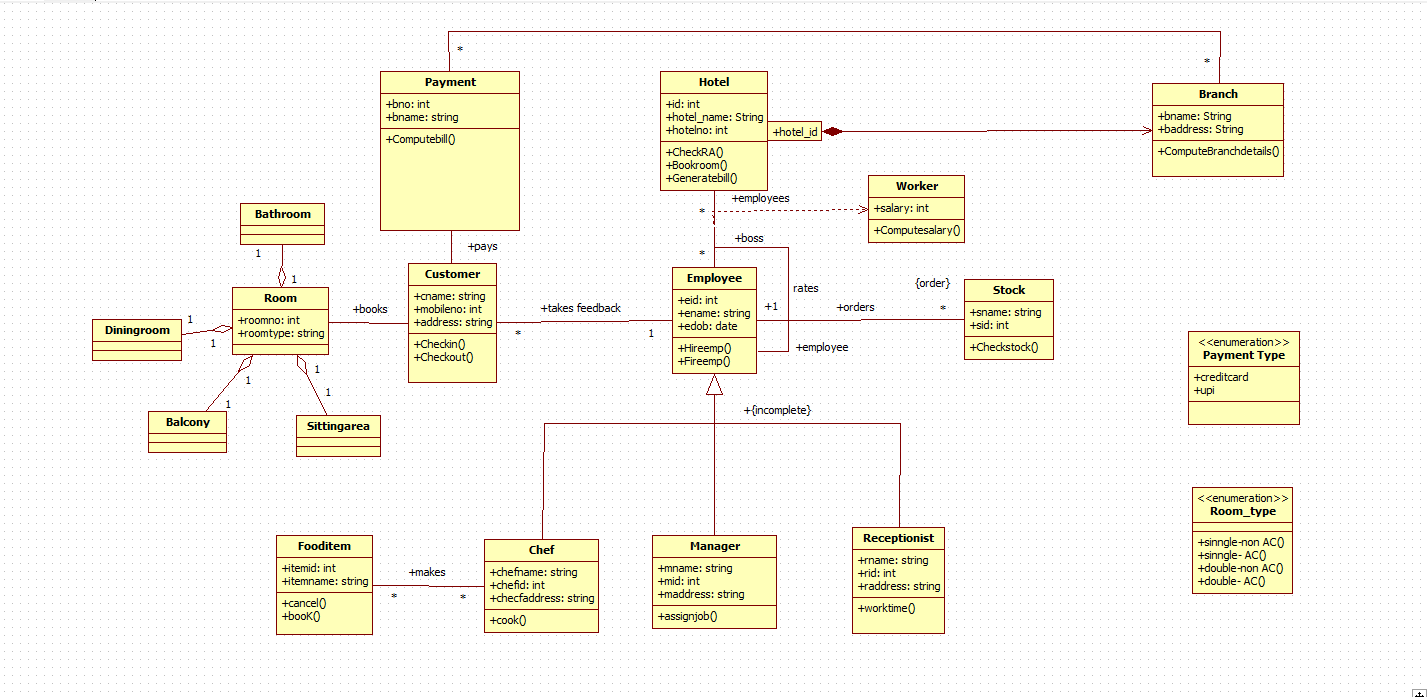 *
*
Payment
+bno: int
+bname: string
+Computebill()
Hotel
+id: int
+hotel_name: String
+hotelno: int
+CheckRA()
+Bookroom()
+Generatebill()
+hotel_id
Branch
+bname: String
+baddress: String
+ComputeBranchdetails()
Worker
+salary: int
+Computesalary()
+employees
*
*
+boss
rates
+1
+employee
+pays
Bathroom
1
1
Room
+roomno: int
+roomtype: string
Diningroom
1
1
1
1
Balcony
1
1
Sittingarea
+books
Customer
+cname: string
+mobileno: int
+address: string
+Checkin()
+Checkout()
+takes feedback
*
1
Employee
+eid: int
+ename: string
+edob: date
+Hireemp()
+Fireemp()
+orders
{order}
*
Stock
+sname: string
+sid: int
+Checkstock()
<<enumeration>>
Payment Type
+creditcard
+upi
+{incomplete}
<<enumeration>>
Room_type
+sinngle-non AC()
+sinngle- AC()
+double-non AC()
+double- AC()
Fooditem
+itemid: int
+itemname: string
+cancel()
+booK()
+makes
*
*
Chef
+chefname: string
+chefid: int
+checfaddress: string
+cook()
Manager
+mname: string
+mid: int
+maddress: string
+assignjob()
Receptionist
+rname: string
+rid: int
+raddress: string
+worktime()